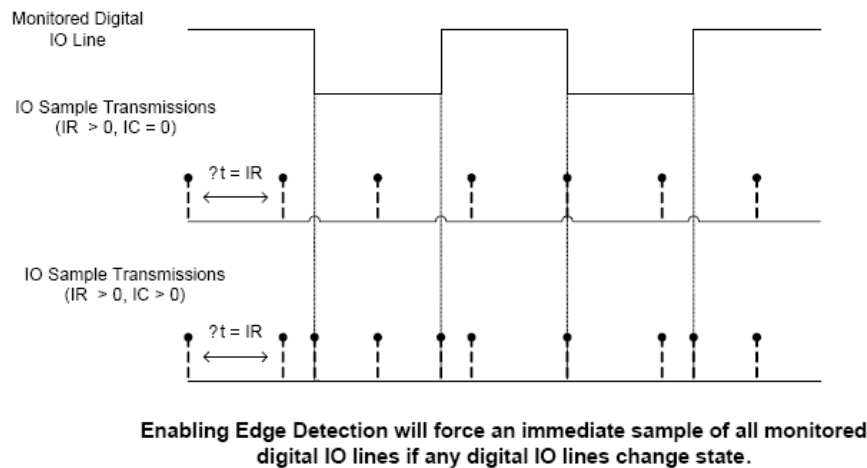 Monitored Digital
IO Line
IO Sample Transmissions
(IR > 0, IC = 0)
?t = IR
IO Sample Transmissions
(IR > 0, IC > 0)
?t = IR
Enabling Edge Detection will force an immediate sample of all monitored
digital IO lines if any digital IO lines change state.